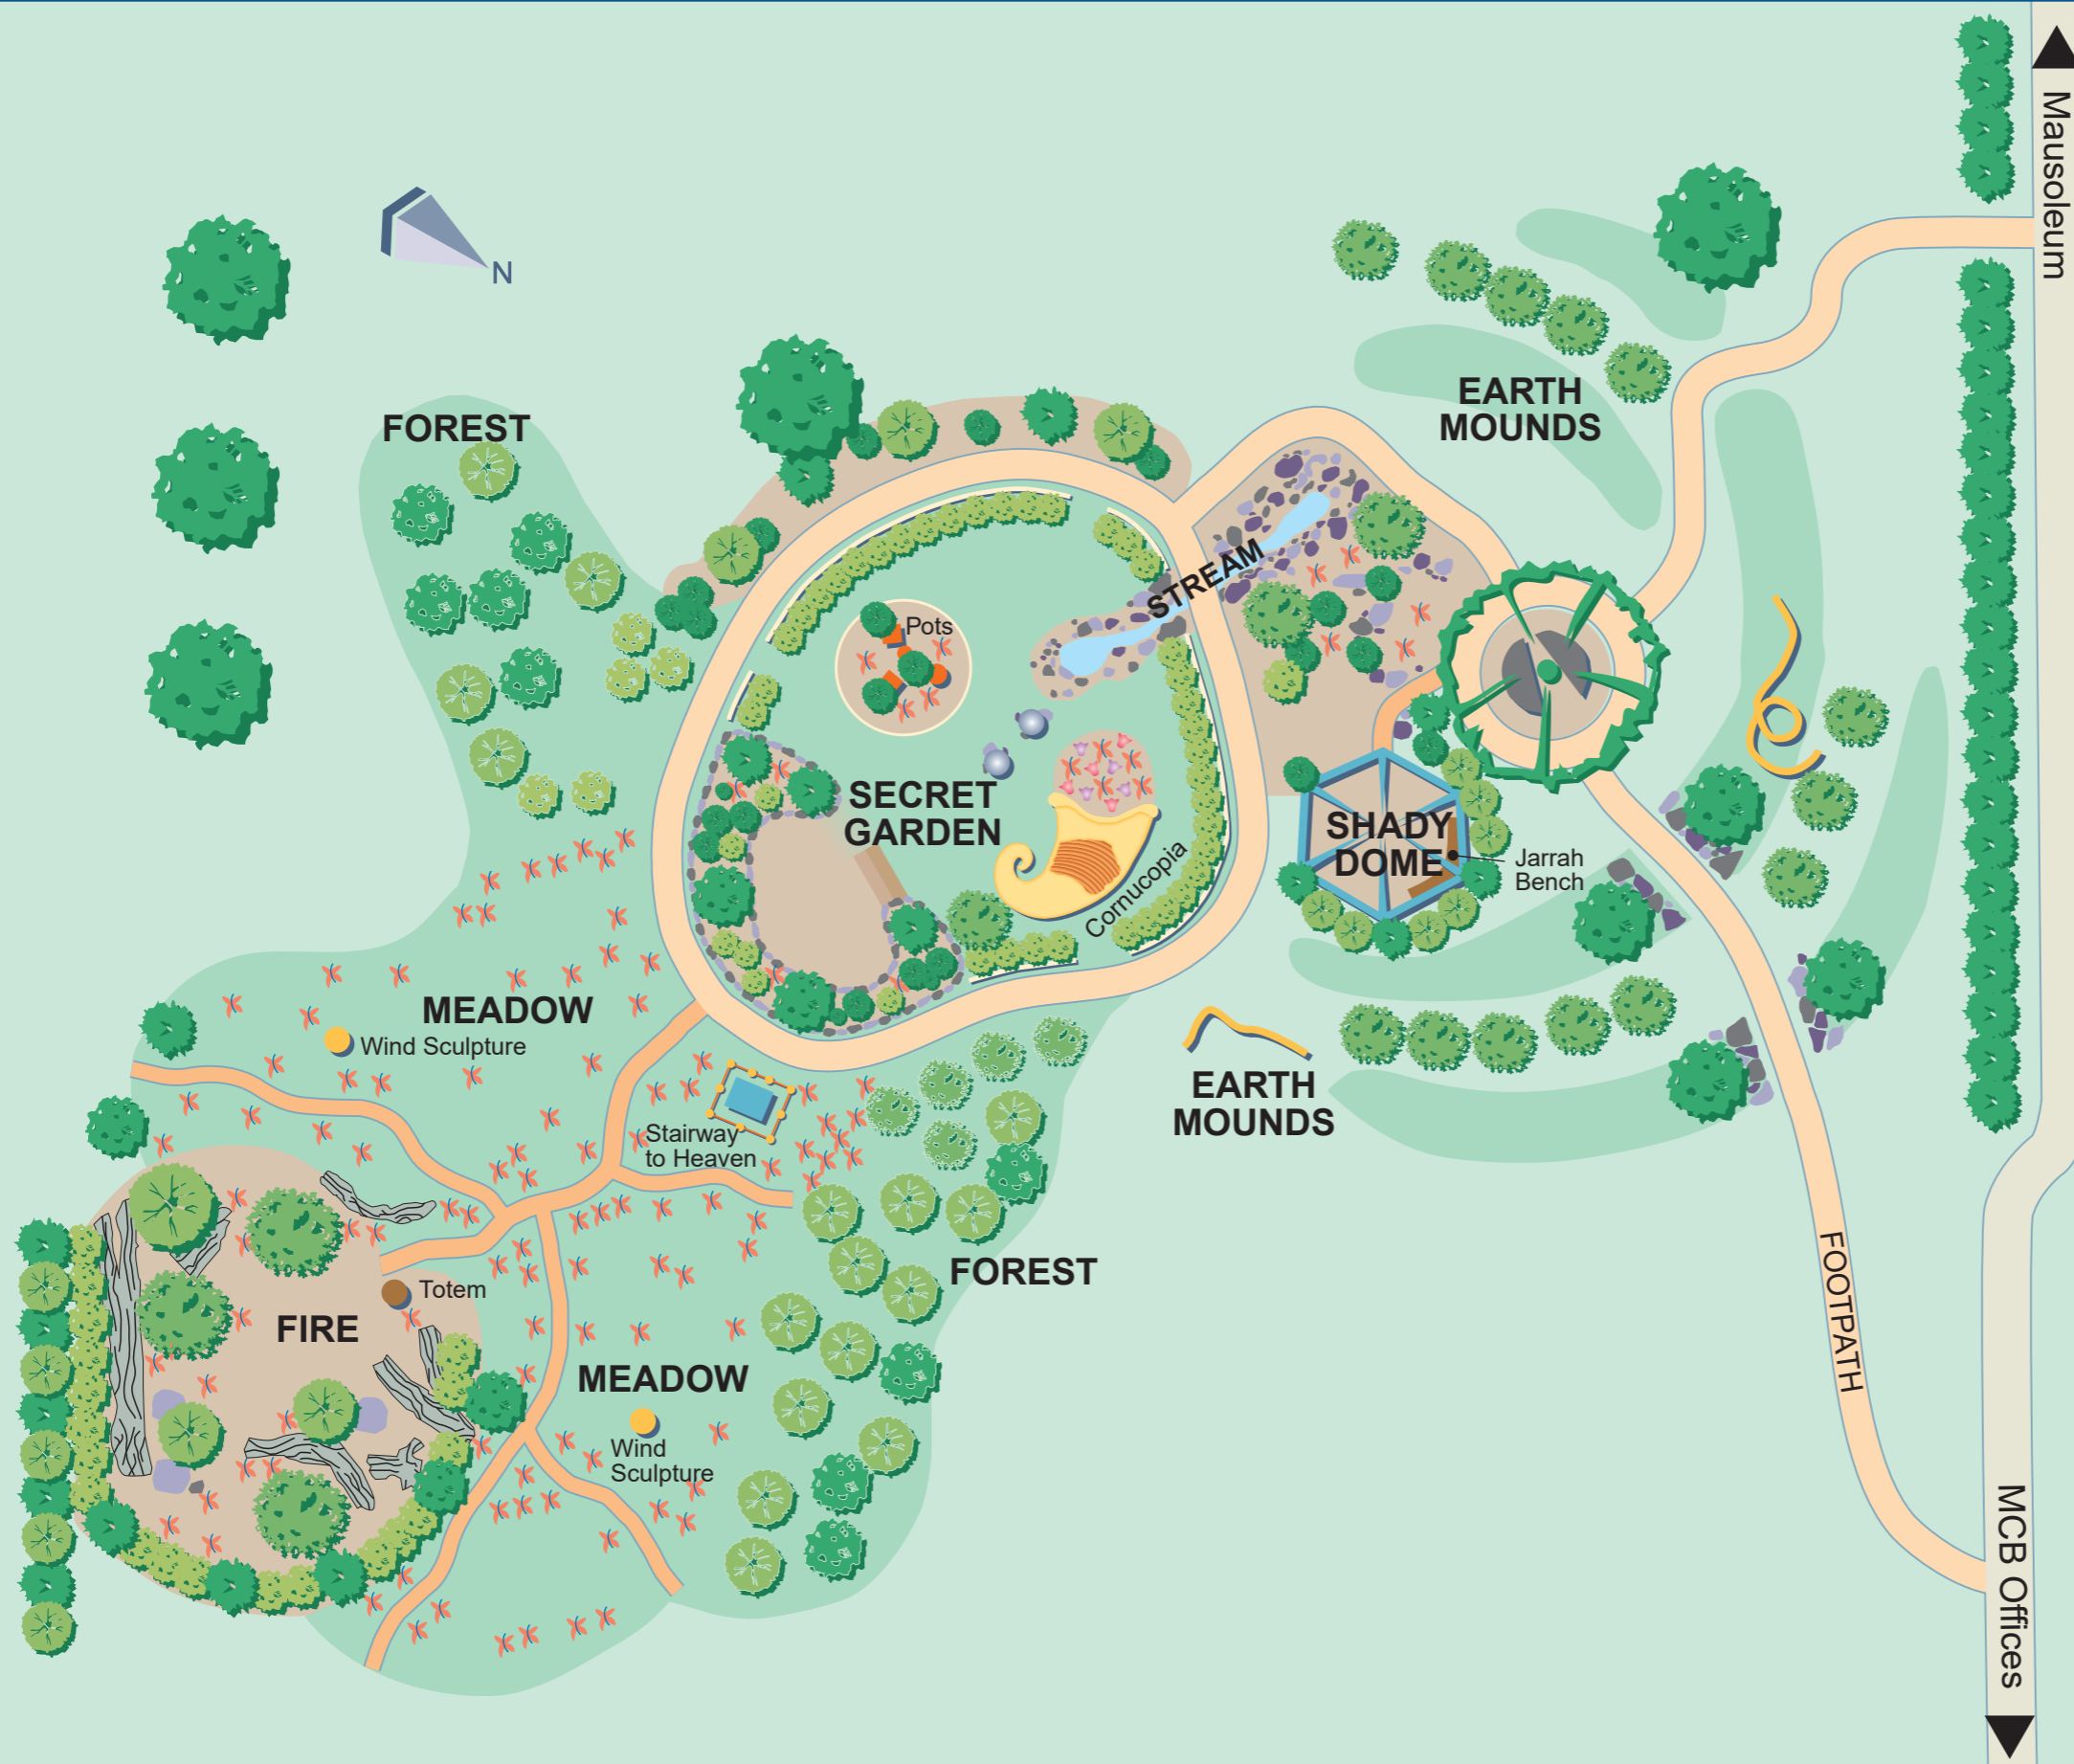 Mausoleum
N
EARTH
MOUNDS
FOREST
STREAM
Pots
SECRET
GARDEN
SHADY
DOME
Jarrah
Bench
Cornucopia
MEADOW
Wind Sculpture
EARTH
MOUNDS
Stairway
to Heaven
FOREST
Totem
FIRE
FOOTPATH
MEADOW
Wind
Sculpture
MCB Offices